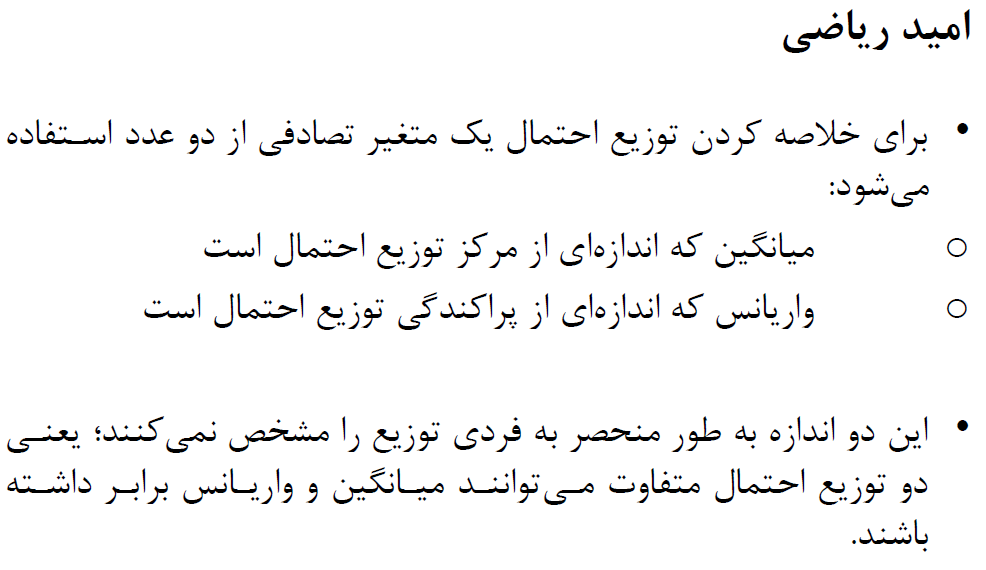 امید ریاضی
• برای خلاصه کردن توزیع احتمال یک متغیر تصادفی از دو عدد استفاده
می‌شود:
○ میانگین که اندازه‌ای از مرکز توزیع احتمال است
○ واریانس که اندازه‌ای از پراکندگی توزیع احتمال است
• این دو اندازه به طور منحصر به فردی توزیع را مشخص نمی‌کنند؛ یعنی
دو توزیع احتمال متفاوت می‌توانند میانگین و واریانس برابر داشته
باشند.